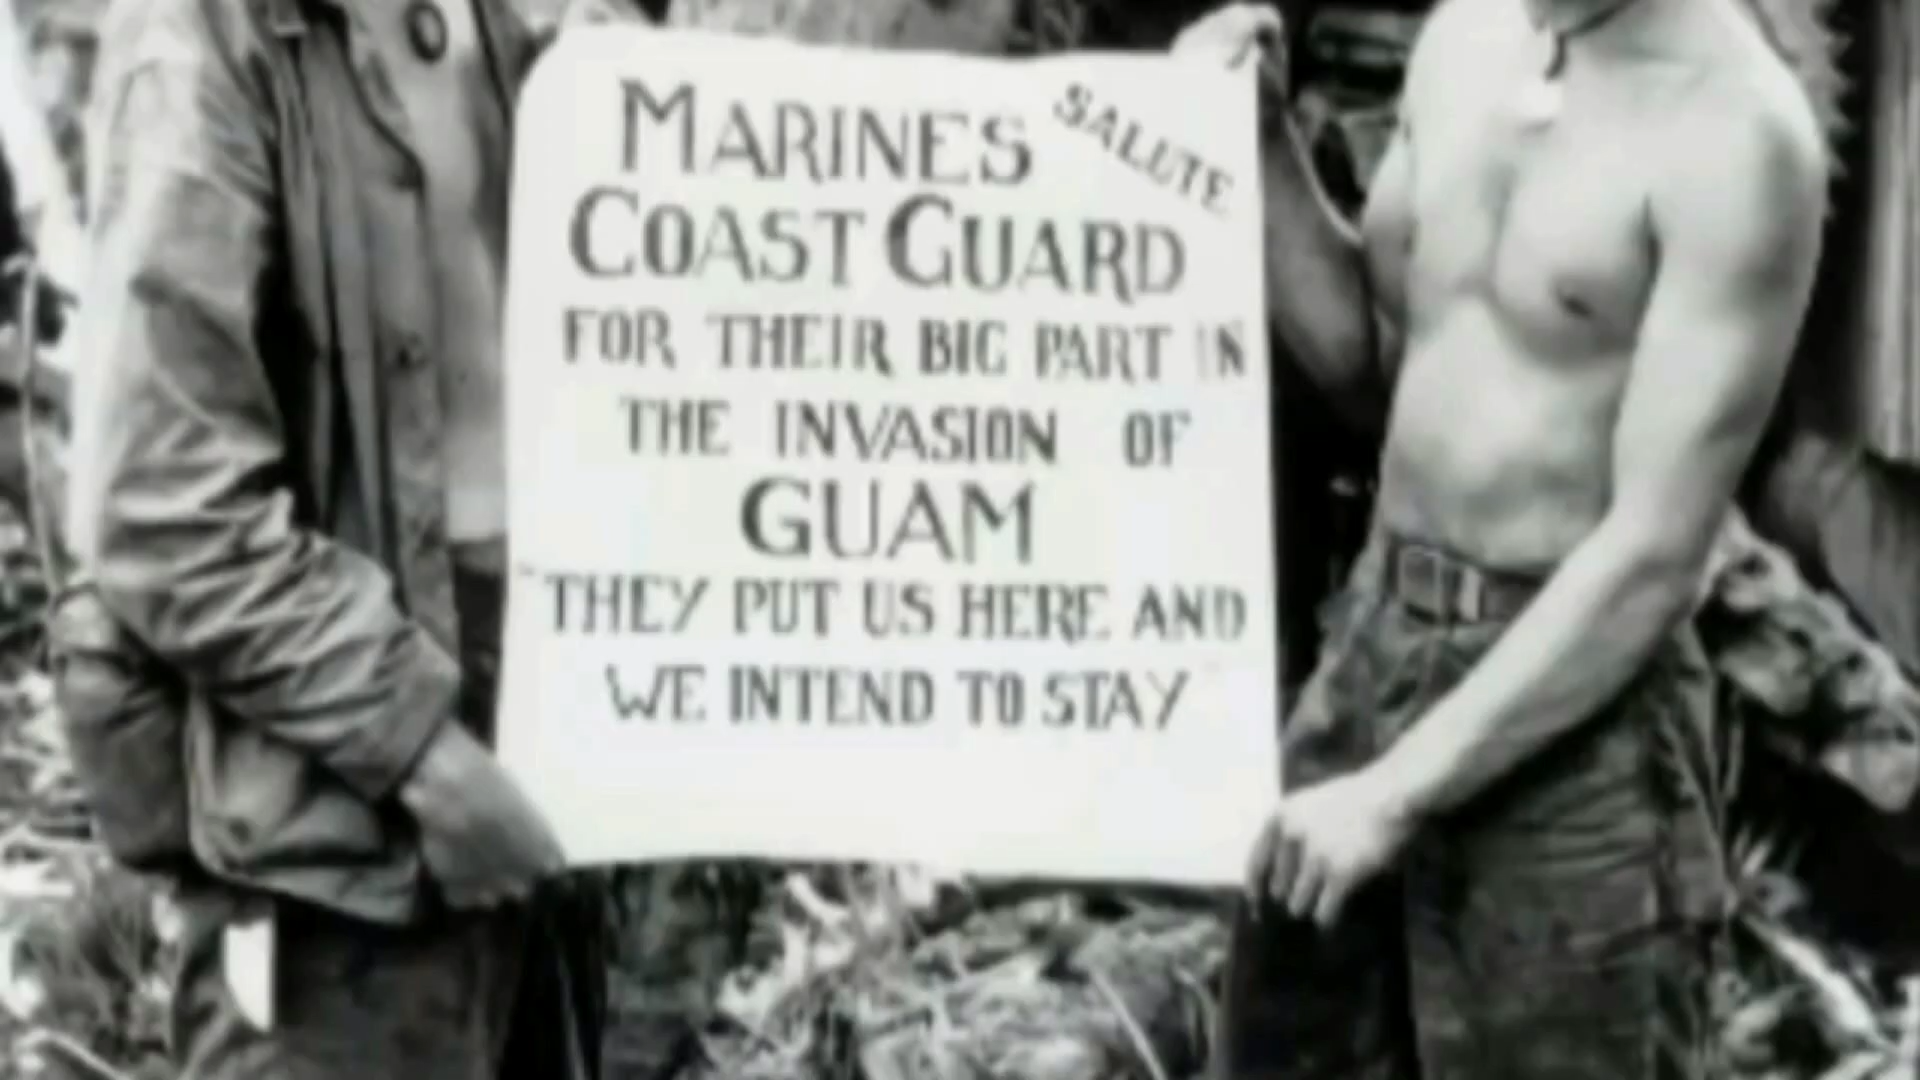 MARINES SALUTE
COAST GUARD
FOR THEIR BIG PART IN
THE INVASION OF
GUAM
"THEY PUT US HERE AND
WE INTEND TO STAY"